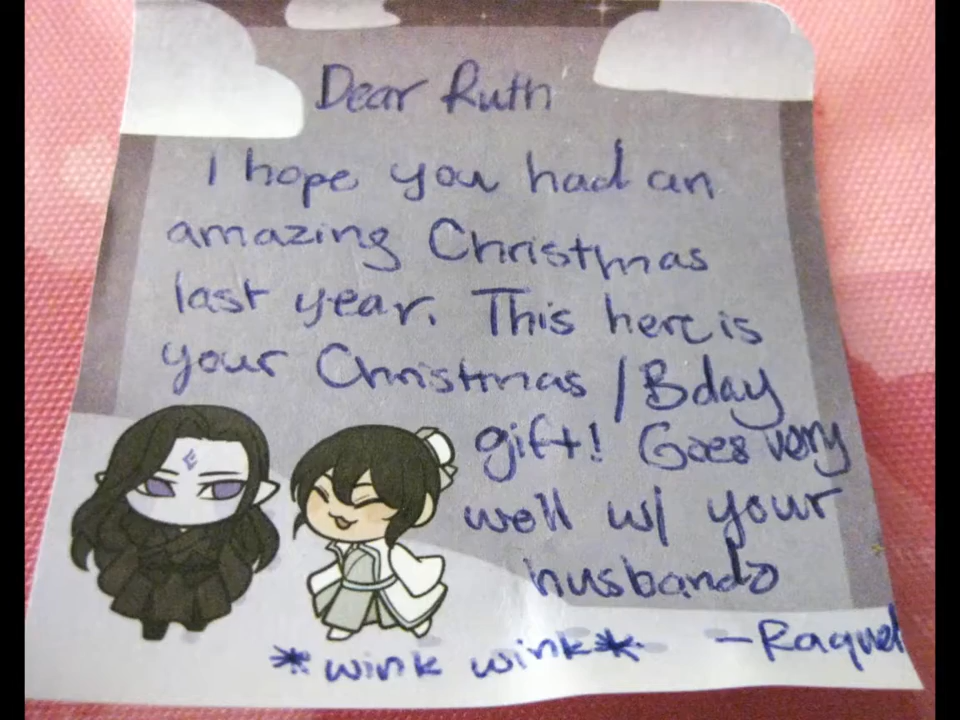 Dear Ruth
I hope you had an
amazing Christmas
last year. This here is
your Christmas / Bday
gift! Goes very
well w/ your
husbando
*wink wink* -Raquel